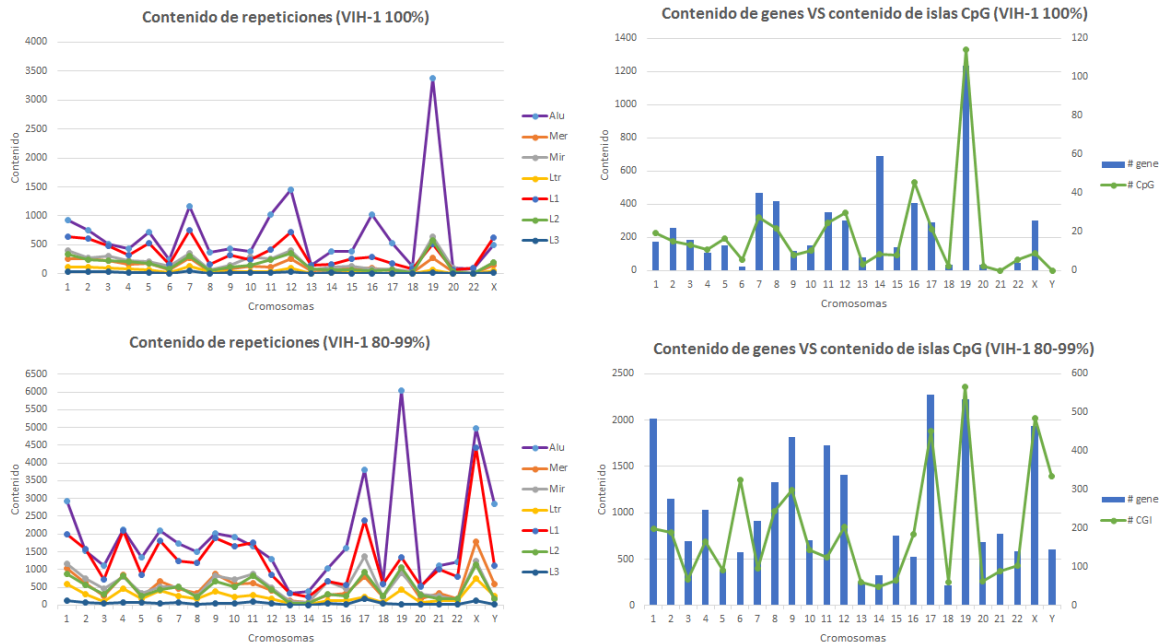 Contenido de repeticiones (VIH-1 100%)
4000
3500
3000
2500
2000
1500
1000
500
0
Contenido
1 2 3 4 5 6 7 8 9 10 11 12 13 14 15 16 17 18 19 20 22 X
Cromosomas
Alu
Mer
Mir
Ltr
L1
L2
L3
Contenido de genes VS contenido de islas CpG (VIH-1 100%)
1400
1200
1000
800
600
400
200
0
Contenido
120
100
80
60
40
20
0
1 2 3 4 5 6 7 8 9 10 11 12 13 14 15 16 17 18 19 20 21 22 X Y
Cromosomas
# gene
# CpG
Contenido de repeticiones (VIH-1 80-99%)
6500
6000
5500
5000
4500
4000
3500
3000
2500
2000
1500
1000
500
0
Contenido
1 2 3 4 5 6 7 8 9 10 11 12 13 14 15 16 17 18 19 20 21 22 X Y
Cromosomas
Alu
Mer
Mir
Ltr
L1
L2
L3
Contenido de genes VS contenido de islas CpG (VIH-1 80-99%)
2500
2000
1500
1000
500
0
Contenido
600
500
400
300
200
100
0
1 2 3 4 5 6 7 8 9 10 11 12 13 14 15 16 17 18 19 20 21 22 X Y
Cromosomas
# gene
# CGI